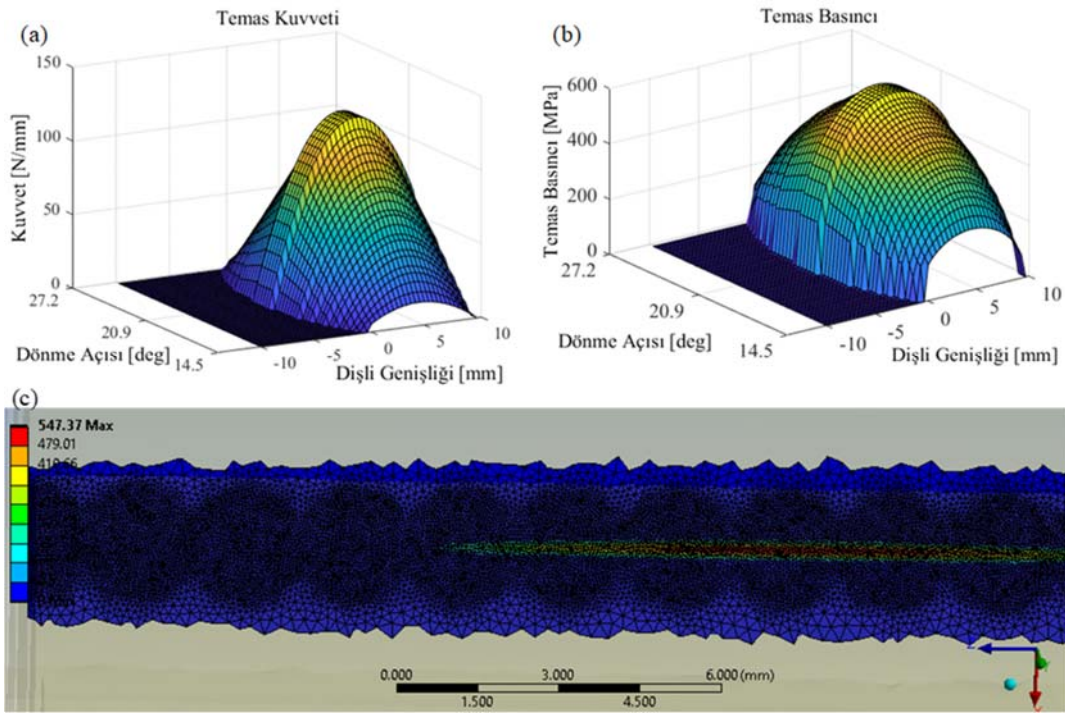 (a)
Temas Kuvveti
150
100
50
0
Kuvvet [N/mm]
27.2
20.9
14.5
Dönme Açısı [deg]
-10
-5
0
5
10
Dişli Genişliği [mm]
(b)
Temas Basıncı
600
400
200
0
Temas Basıncı [MPa]
27.2
20.9
14.5
Dönme Açısı [deg]
-10
-5
0
5
10
Dişli Genişliği [mm]
(c)
547.37 Max
479.01
0.000
3.000
6.000 (mm)
1.500
4.500